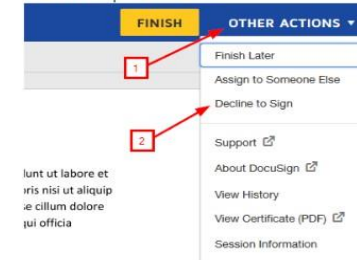 FINISH
OTHER ACTIONS
1
Finish Later
Assign to Someone Else
Decline to Sign
2
Support
About DocuSign
View History
View Certificate (PDF)
Session Information
lunt ut labore et
oris nisi ut aliquip
se cillum dolore
qui officia